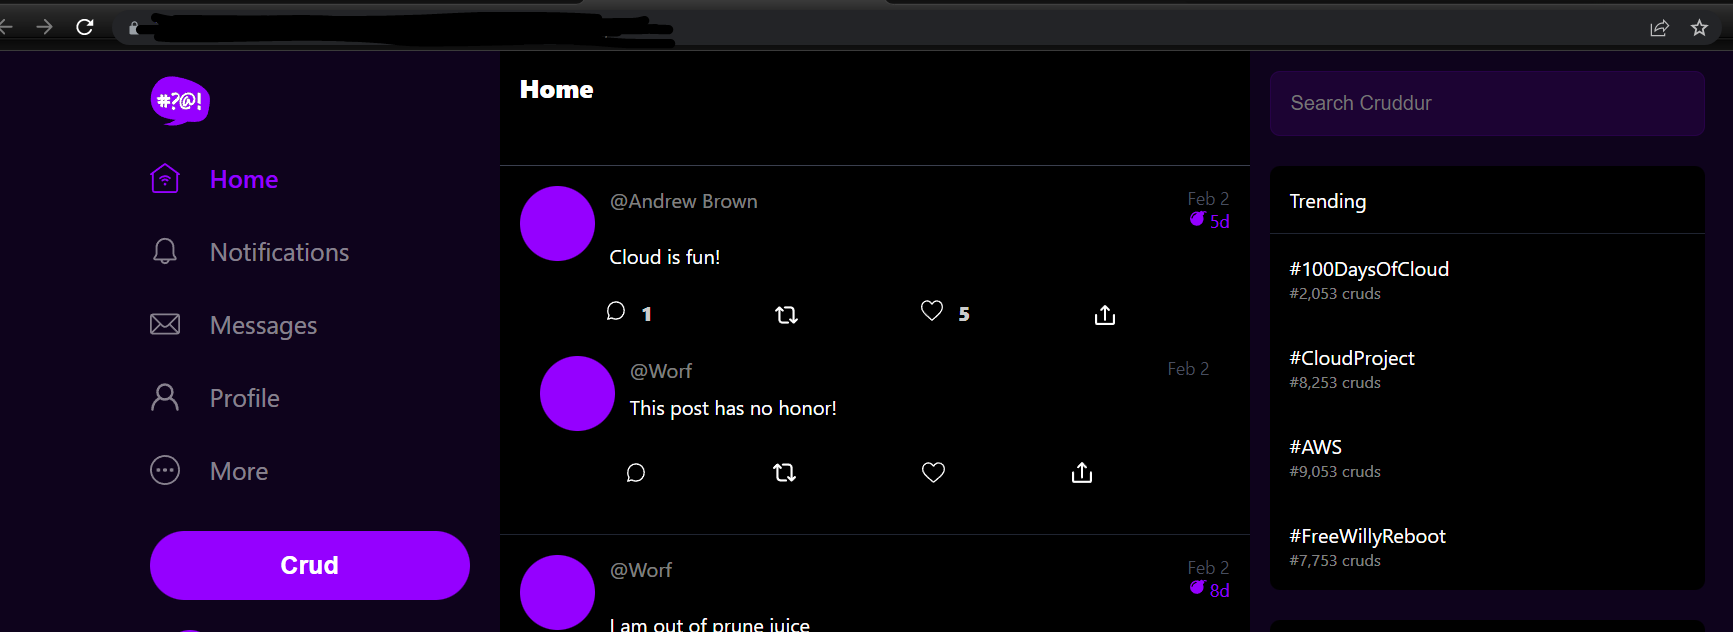 #?@!
Home
Notifications
Messages
Profile
More
Crud
Home
@Andrew Brown
Feb 2
5d
Cloud is fun!
1
5
@Worf
Feb 2
This post has no honor!
@Worf
Feb 2
8d
I am out of prune juice
Search Cruddur
Trending
#100DaysOfCloud
#2,053 cruds
#CloudProject
#8,253 cruds
#AWS
#9,053 cruds
#FreeWillyReboot
#7,753 cruds